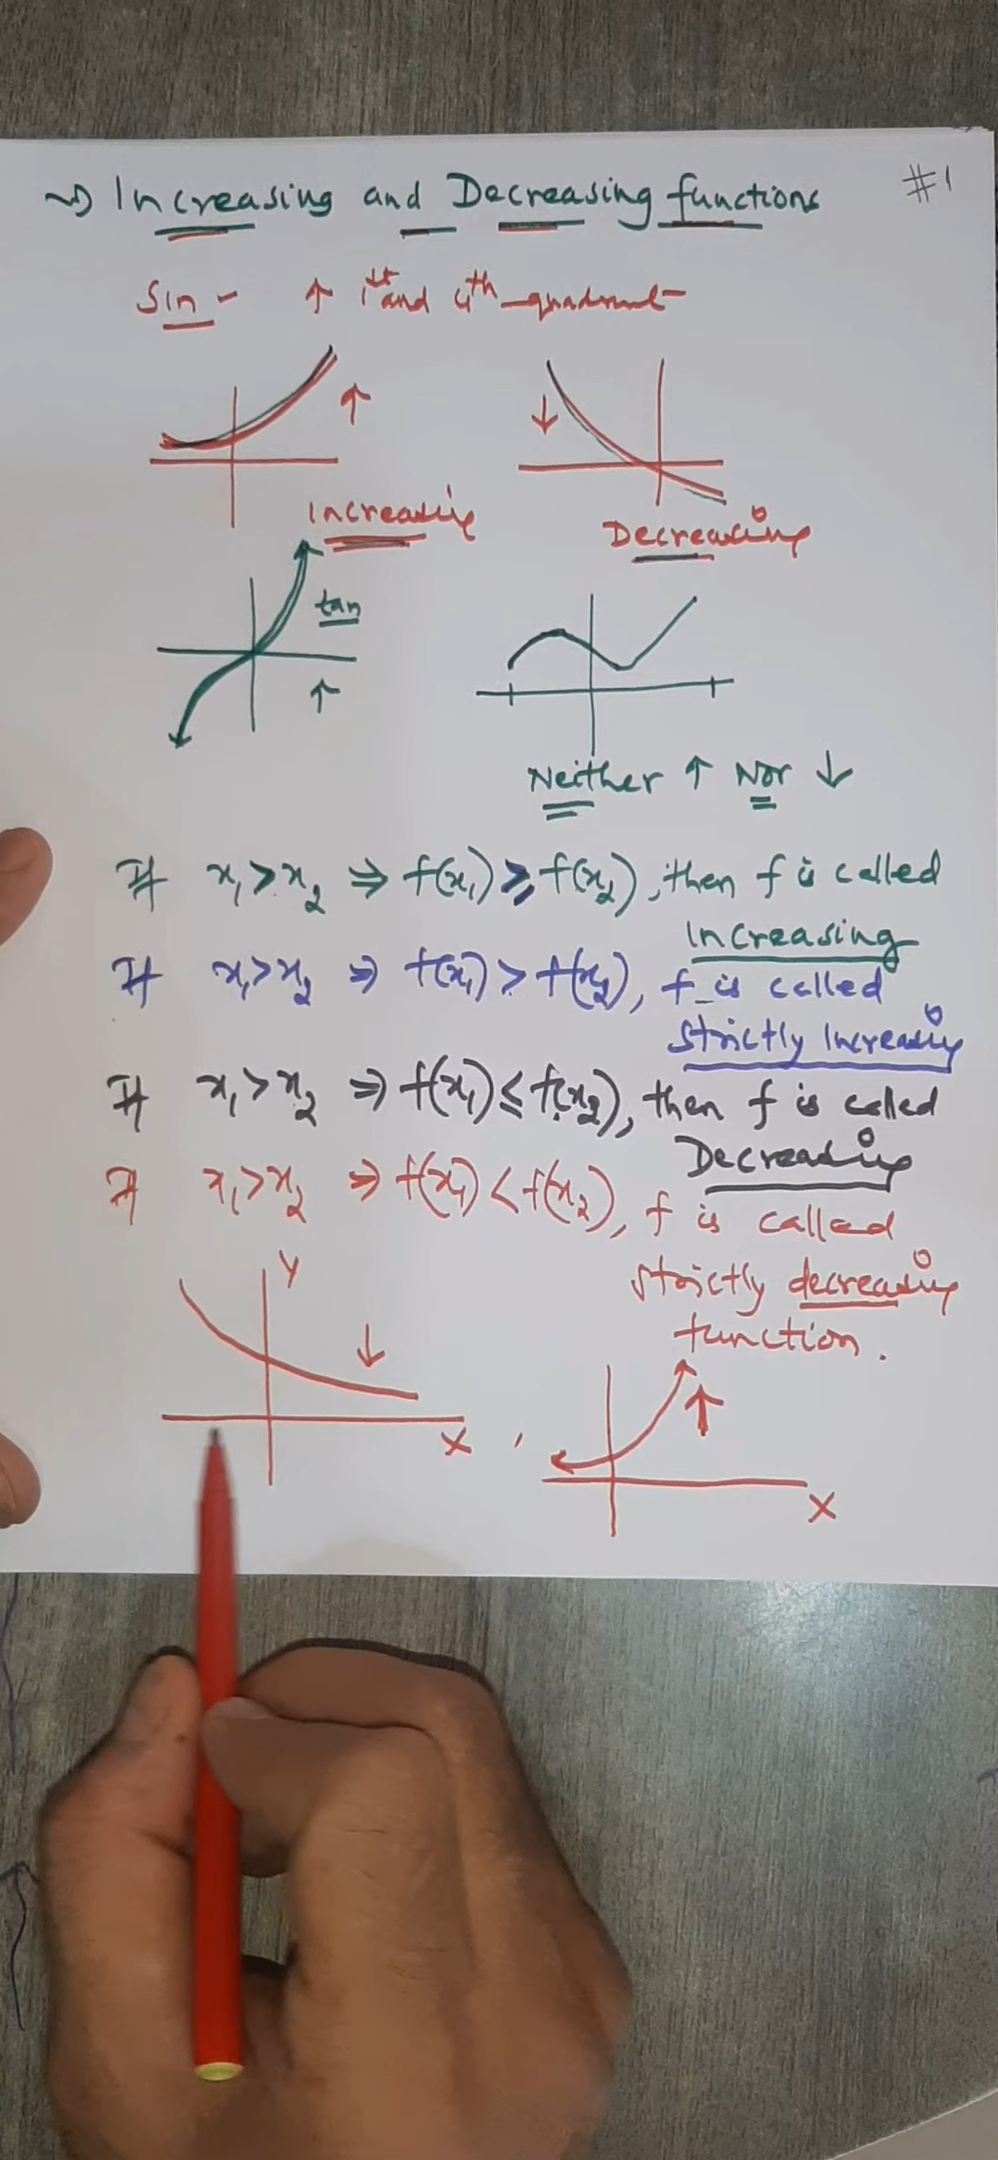 ~> Increasing and Decreasing functions #1
Sin - ↑ 1st and 4th quadrant
↑ ↓
Increasing Decreasing
tan
↑
Neither ↑ Nor ↓
If x₁>x₂ ⇒ f(x₁) ≥ f(x₂), then f is called
Increasing
If x₁>x₂ ⇒ f(x₁) > f(x₂), f is called
strictly Increasing
If x₁>x₂ ⇒ f(x₁) ≤ f(x₂), then f is called
Decreasing
If x₁>x₂ ⇒ f(x₁) < f(x₂), f is called
strictly decreasing
function.
Y
↓ ↑
X , X